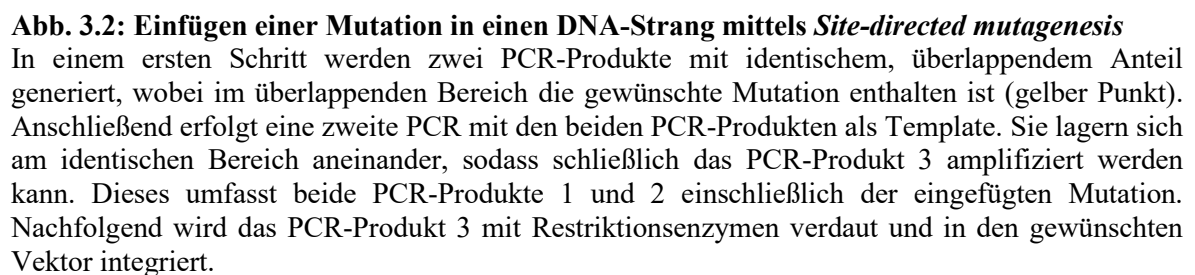 Abb. 3.2: Einfügen einer Mutation in einen DNA-Strang mittels Site-directed mutagenesis
In einem ersten Schritt werden zwei PCR-Produkte mit identischem, überlappendem Anteil
generiert, wobei im überlappenden Bereich die gewünschte Mutation enthalten ist (gelber Punkt).
Anschließend erfolgt eine zweite PCR mit den beiden PCR-Produkten als Template. Sie lagern sich
am identischen Bereich aneinander, sodass schließlich das PCR-Produkt 3 amplifiziert werden
kann. Dieses umfasst beide PCR-Produkte 1 und 2 einschließlich der eingefügten Mutation.
Nachfolgend wird das PCR-Produkt 3 mit Restriktionsenzymen verdaut und in den gewünschten
Vektor integriert.